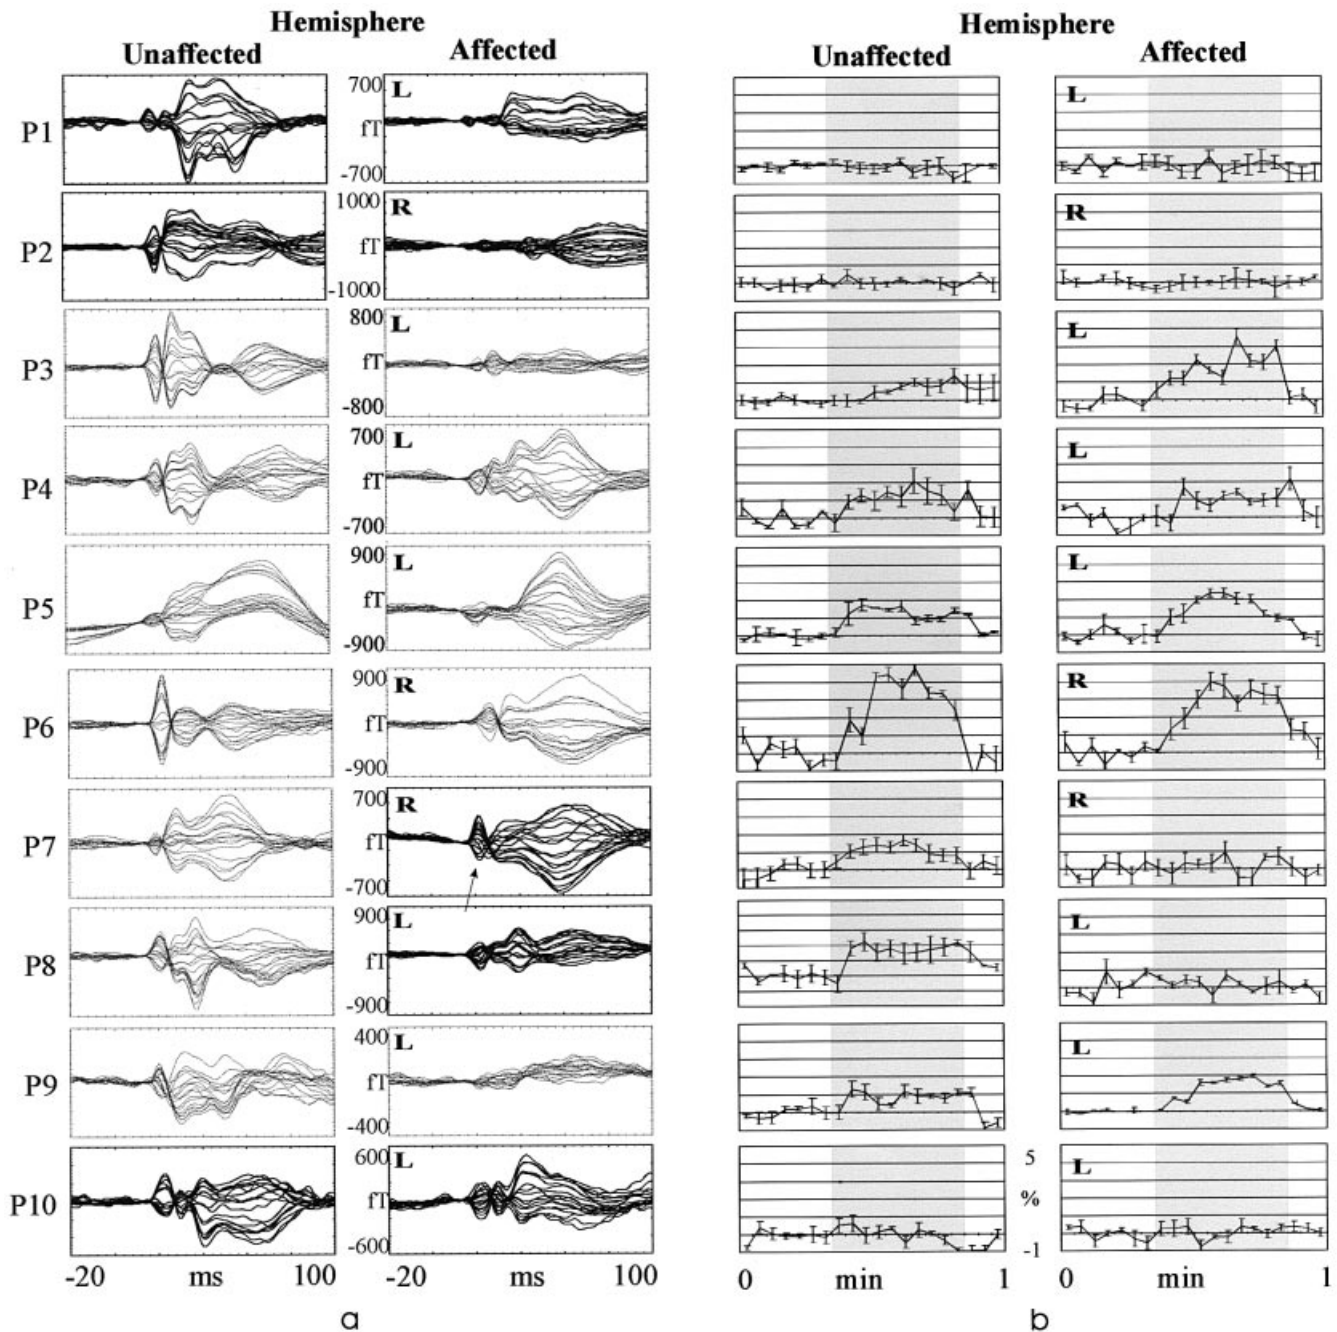 Hemisphere Hemisphere
Unaffected Affected Unaffected Affected
P1 700 L fT -700 L
P2 1000 R fT -1000 R
P3 800 L fT -800 L
P4 700 L fT -700 L
P5 900 L fT -900 L
P6 900 R fT -900 R
P7 700 R fT -700 R
P8 900 L fT -900 L
P9 400 L fT -400 L
P10 600 L fT -600 5 % -1 L
-20 ms 100 -20 ms 100 0 min 1 0 min 1
a b